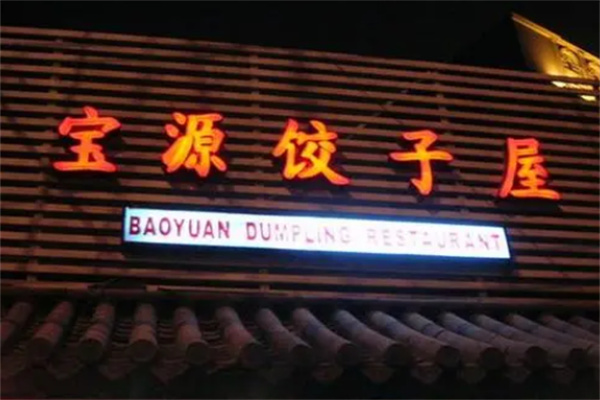 宝源饺子屋
BAOYUAN DUMPLING RESTAURANT